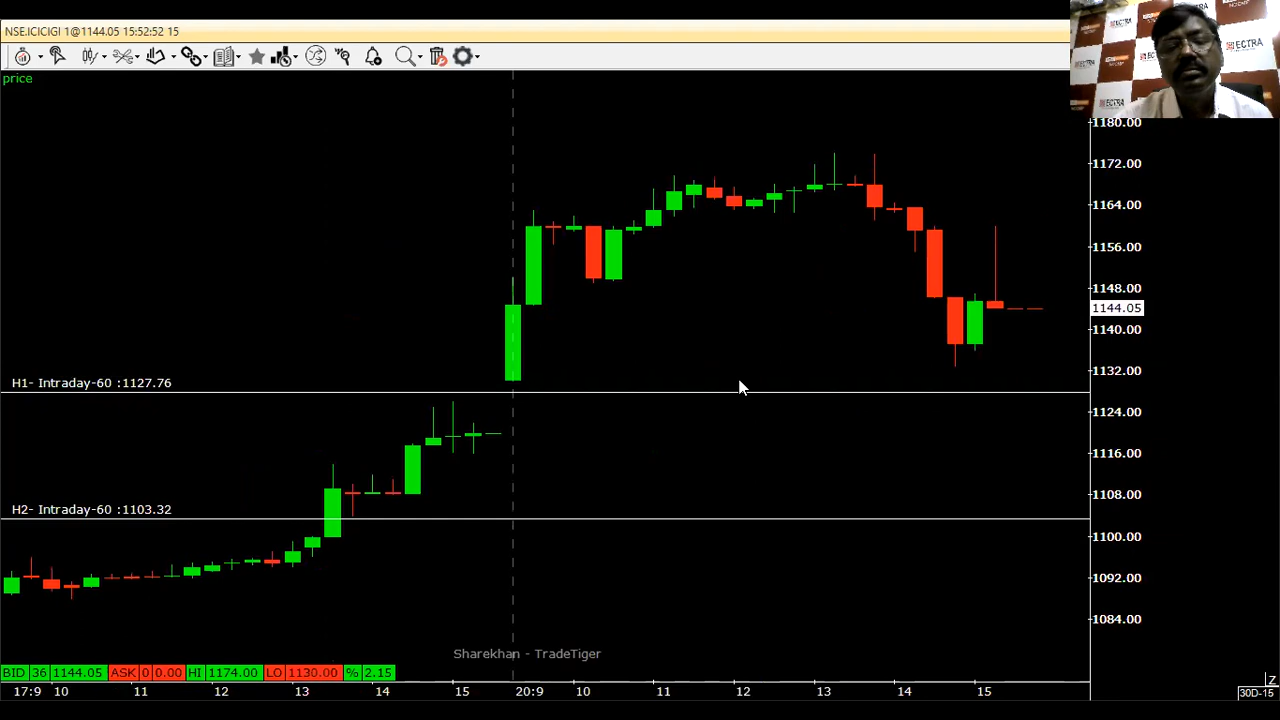 NSE.ICICIGI 1@1144.05 15:52:52 15
price
ECTRA
ECTRA
ECTRA
1180.00
1172.00
1164.00
1156.00
1148.00
1144.05
1140.00
1132.00
H1- Intraday-60 :1127.76
1124.00
1116.00
1108.00
H2- Intraday-60 :1103.32
1100.00
1092.00
1084.00
Sharekhan - TradeTiger
BID 36 1144.05 ASK 0 0.00 HI 1174.00 LO 1130.00 % 2.15
17:9 10 11 12 13 14 15 20:9 10 11 12 13 14 15
Z
30D-15